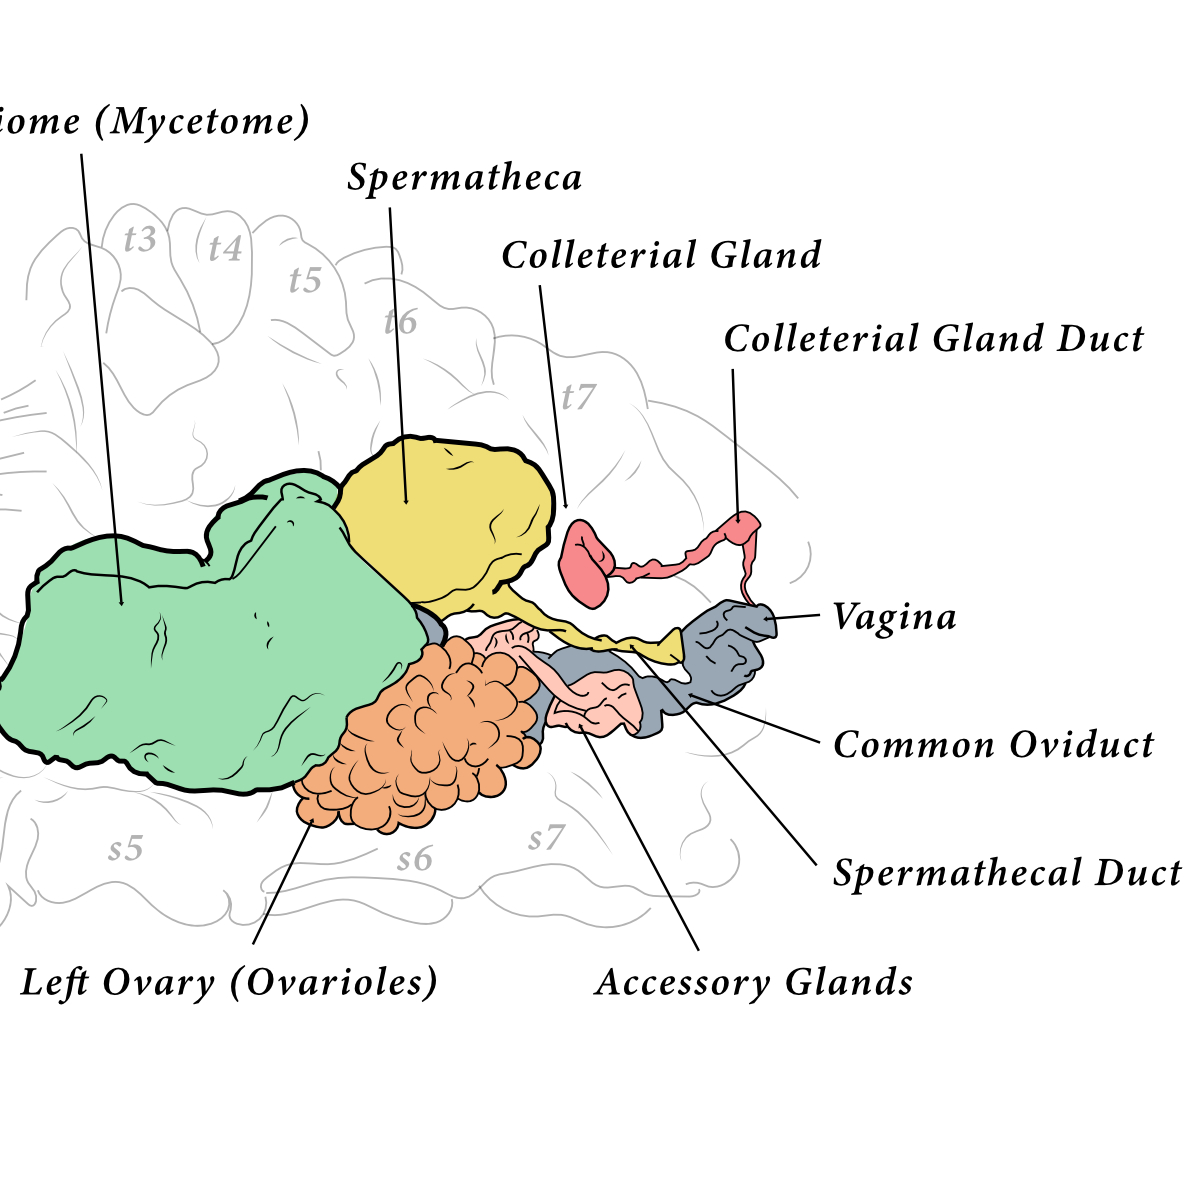 iome (Mycetome)
Spermatheca
t3
t4
Colleterial Gland
t5
t6
Colleterial Gland Duct
t7
Vagina
Common Oviduct
s5
s6
s7
Spermathecal Duct
Left Ovary (Ovarioles)
Accessory Glands